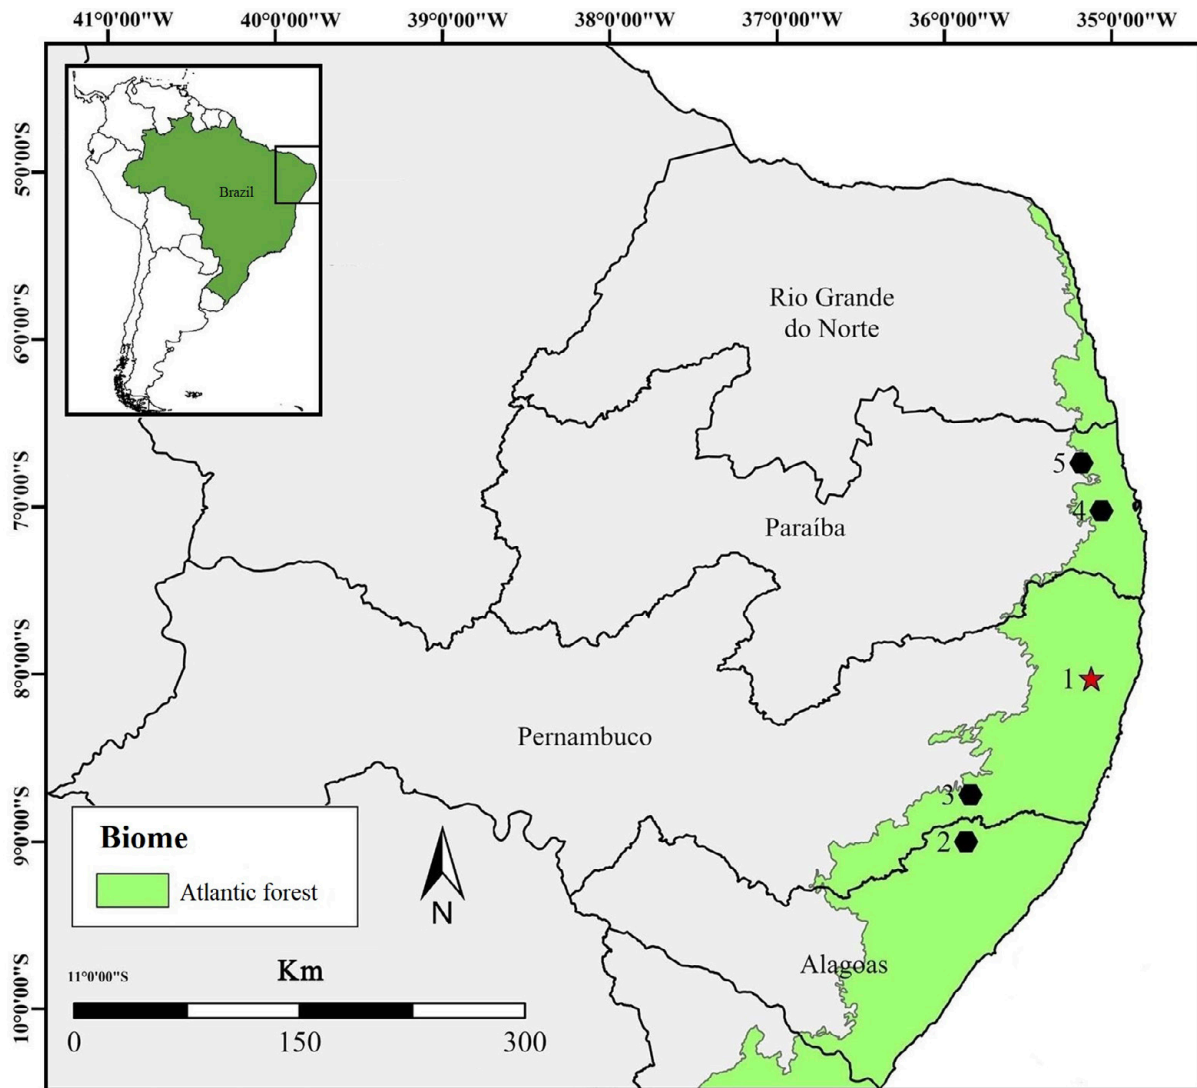 41°0'00"W 40°0'00"W 39°0'00"W 38°0'00"W 37°0'00"W 36°0'00"W 35°0'00"W
5°0'00"S
6°0'00"S
7°0'00"S
8°0'00"S
9°0'00"S
10°0'00"S
Brazil
Rio Grande
do Norte
5
4
Paraíba
1
Pernambuco
3
2
Biome
Atlantic forest
N
Alagoas
11°0'00"S
Km
0 150 300